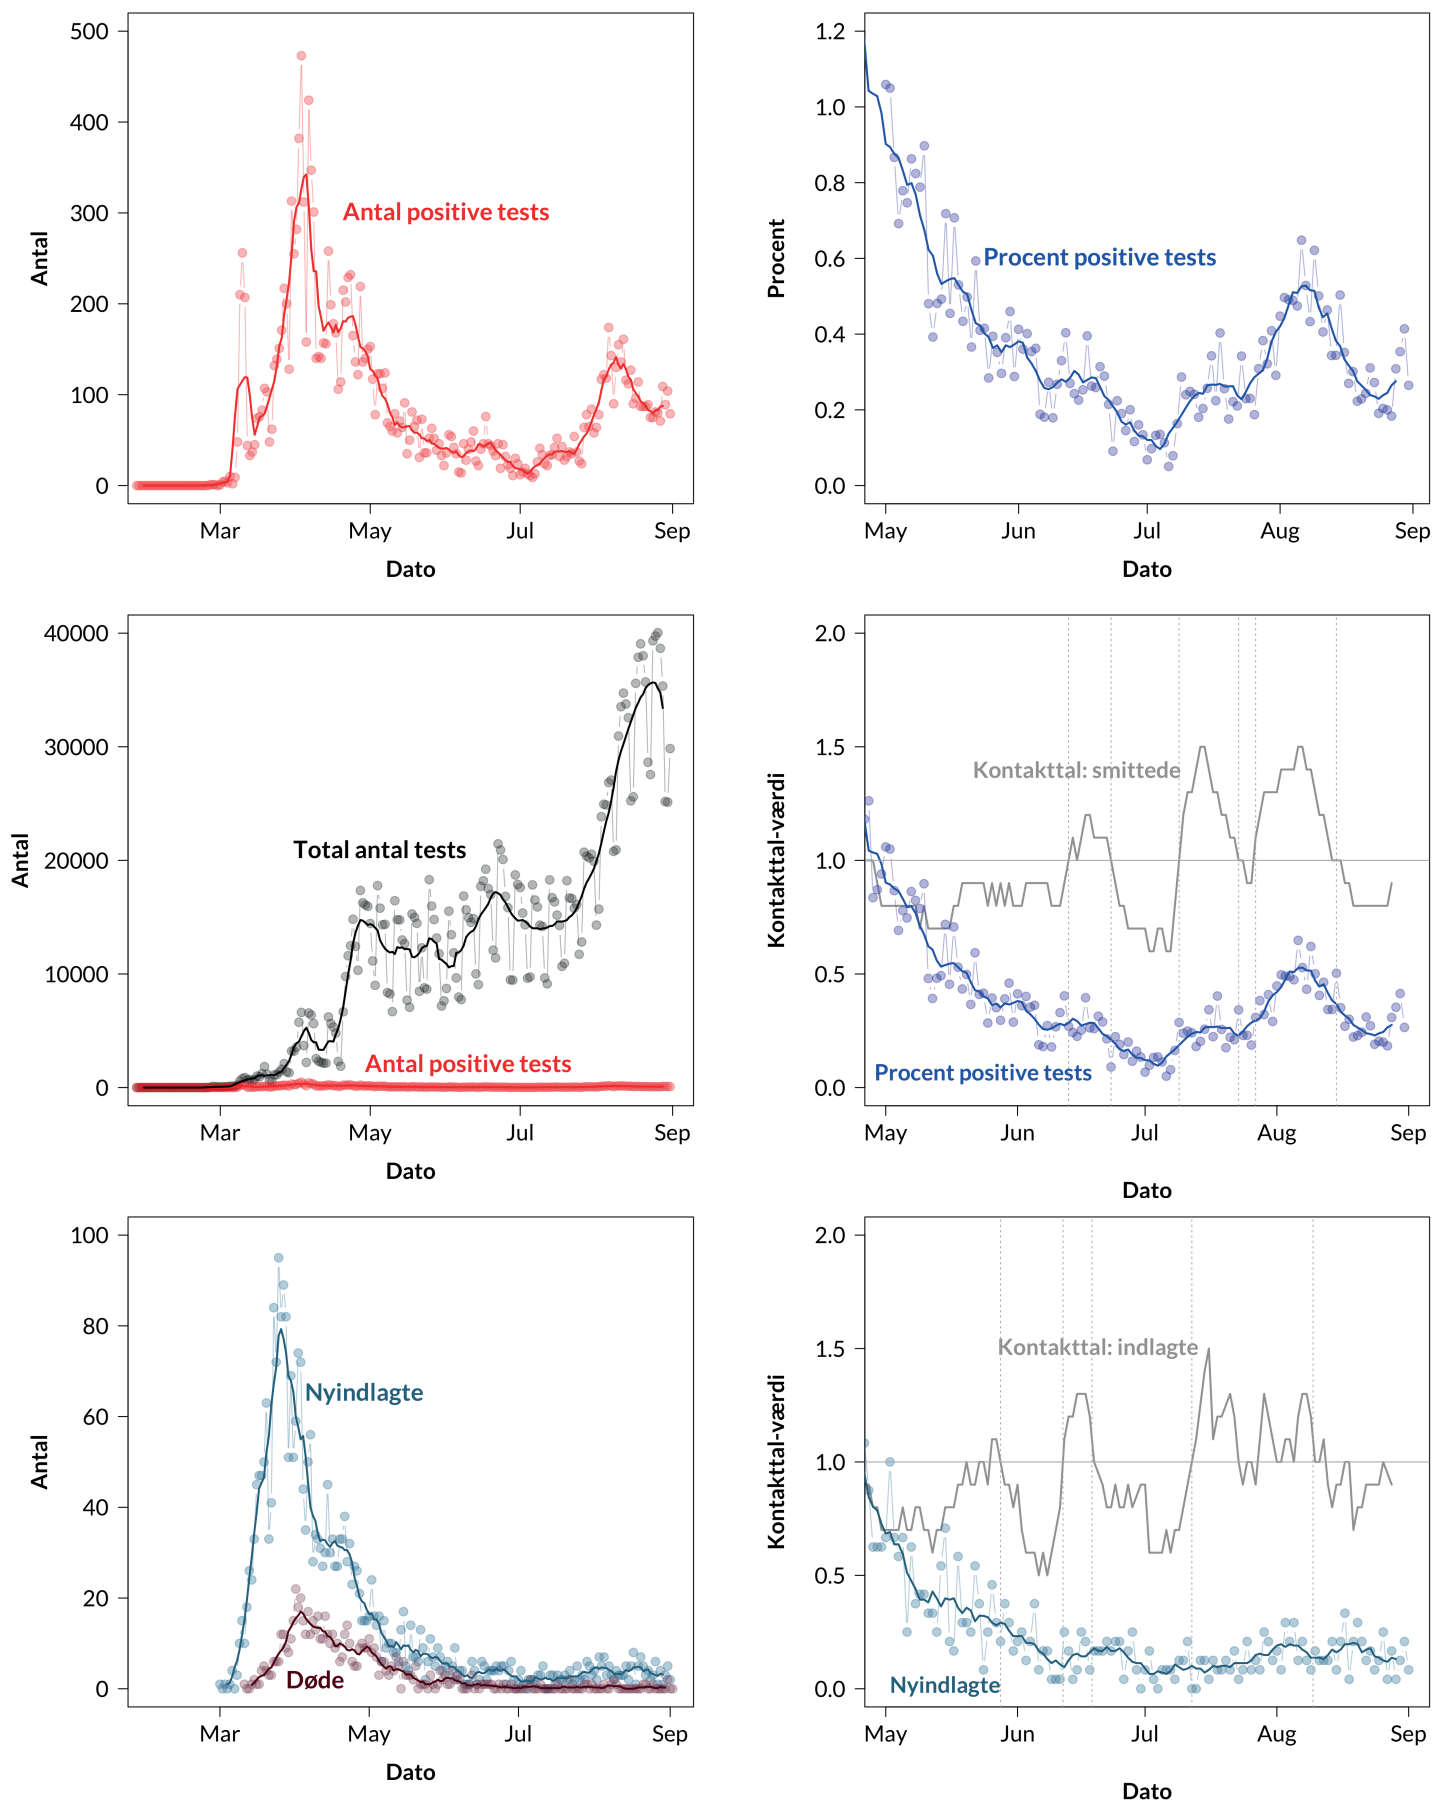 500
400
300
200
100
0
Antal
Antal positive tests
Mar
May
Jul
Sep
Dato
1.2
1.0
0.8
0.6
0.4
0.2
0.0
Procent
Procent positive tests
May
Jun
Jul
Aug
Sep
Dato
40000
30000
20000
10000
0
Antal
Total antal tests
Antal positive tests
Mar
May
Jul
Sep
Dato
2.0
1.5
1.0
0.5
0.0
Kontakttal-værdi
Kontakttal: smittede
Procent positive tests
May
Jun
Jul
Aug
Sep
Dato
100
80
60
40
20
0
Antal
Nyindlagte
Døde
Mar
May
Jul
Sep
Dato
2.0
1.5
1.0
0.5
0.0
Kontakttal-værdi
Kontakttal: indlagte
Nyindlagte
May
Jun
Jul
Aug
Sep
Dato